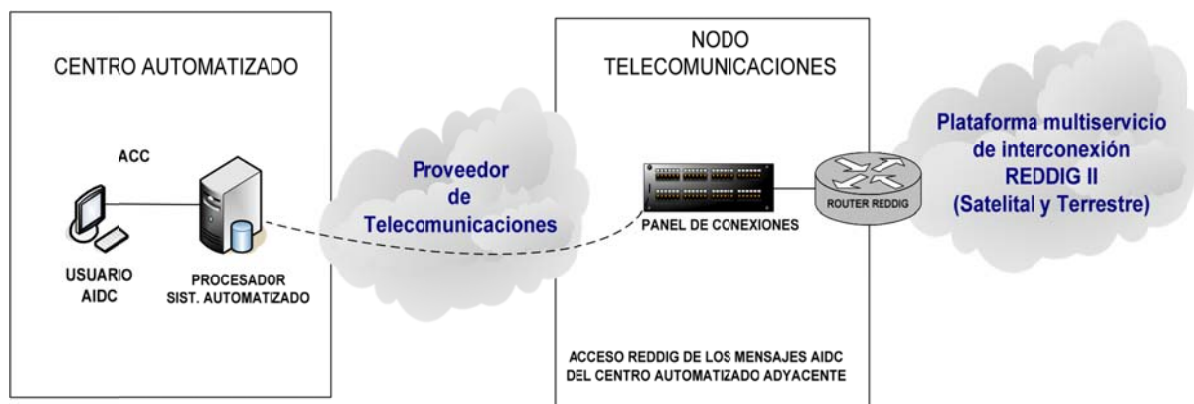 CENTRO AUTOMATIZADO
ACC
USUARIO
AIDC
PROCESADOR
SIST. AUTOMATIZADO
Proveedor
de
Telecomunicaciones
NODO
TELECOMUNICACIONES
PANEL DE CONEXIONES
ROUTER REDDIG
ACCESO REDDIG DE LOS MENSAJES AIDC
DEL CENTRO AUTOMATIZADO ADYACENTE
Plataforma multiservicio
de interconexión
REDDIG II
(Satelital y Terrestre)